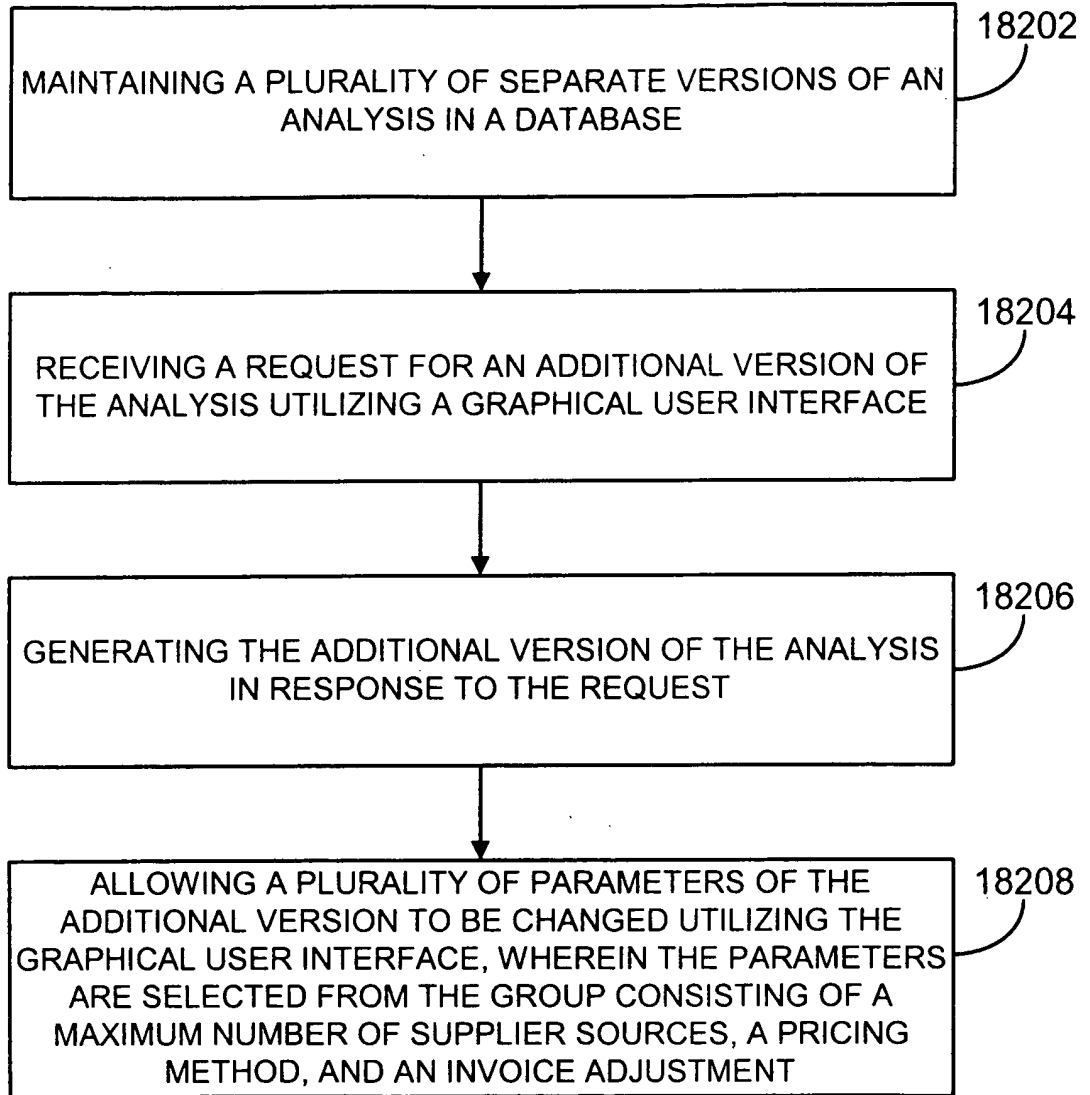 18202
MAINTAINING A PLURALITY OF SEPARATE VERSIONS OF AN
ANALYSIS IN A DATABASE
18204
RECEIVING A REQUEST FOR AN ADDITIONAL VERSION OF
THE ANALYSIS UTILIZING A GRAPHICAL USER INTERFACE
18206
GENERATING THE ADDITIONAL VERSION OF THE ANALYSIS
IN RESPONSE TO THE REQUEST
18208
ALLOWING A PLURALITY OF PARAMETERS OF THE
ADDITIONAL VERSION TO BE CHANGED UTILIZING THE
GRAPHICAL USER INTERFACE, WHEREIN THE PARAMETERS
ARE SELECTED FROM THE GROUP CONSISTING OF A
MAXIMUM NUMBER OF SUPPLIER SOURCES, A PRICING
METHOD, AND AN INVOICE ADJUSTMENT